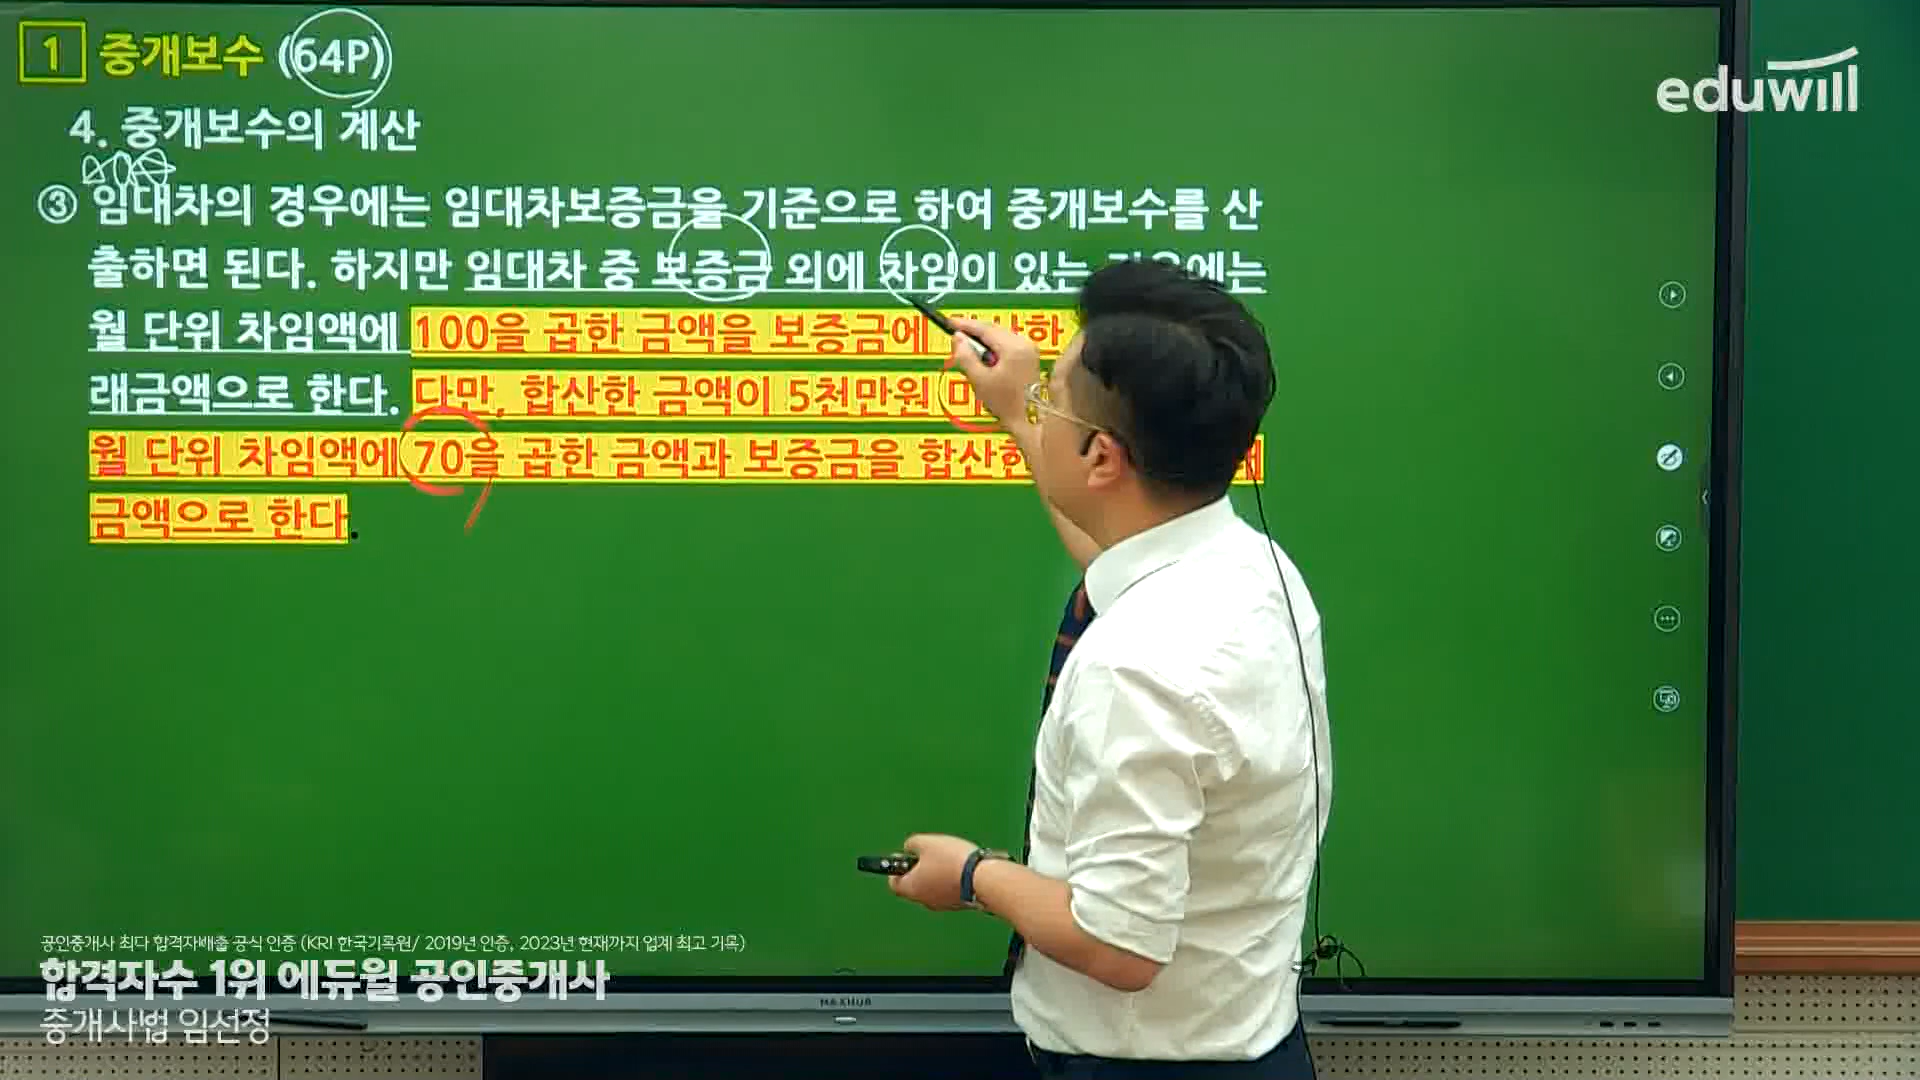 1 중개보수 (64P)
eduwill
4. 중개보수의 계산
③ 임대차의 경우에는 임대차보증금을 기준으로 하여 중개보수를 산
출하면 된다. 하지만 임대차 중 보증금 외에 차임이 있는
월 단위 차임액에 100을 곱한 금액을 보증금에
래금액으로 한다. 다만, 합산한 금액이 5천만원
월 단위 차임액에 70을 곱한 금액과 보증금을
금액으로 한다.
공인중개사 최다 합격자배출 공식 인증 (KRI 한국기록원/ 2019년 인증, 2023년 현재까지 업계 최고 기록)
합격자수 1위 에듀윌 공인중개사
중개사법 임선정
MAXHUB